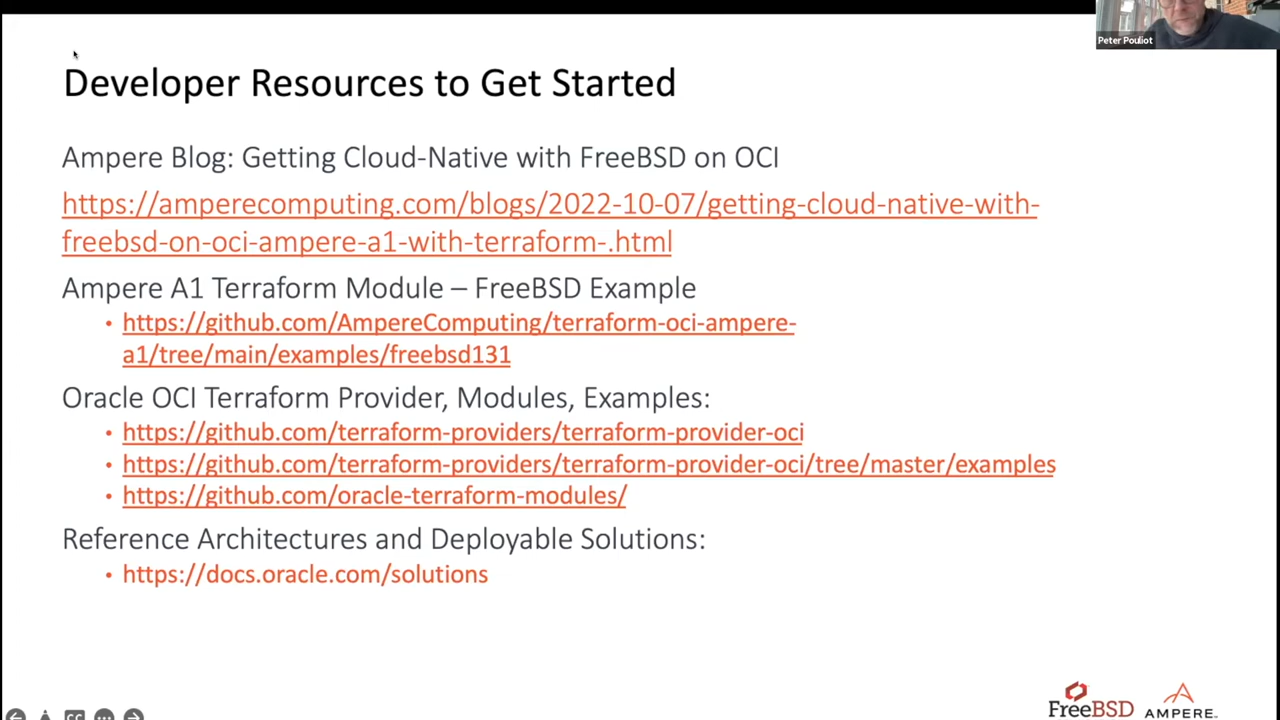 Peter Pouliot
Developer Resources to Get Started
Ampere Blog: Getting Cloud-Native with FreeBSD on OCI
https://amperecomputing.com/blogs/2022-10-07/getting-cloud-native-with-
freebsd-on-oci-ampere-a1-with-terraform-.html
Ampere A1 Terraform Module – FreeBSD Example
• https://github.com/AmpereComputing/terraform-oci-ampere-
a1/tree/main/examples/freebsd131
Oracle OCI Terraform Provider, Modules, Examples:
• https://github.com/terraform-providers/terraform-provider-oci
• https://github.com/terraform-providers/terraform-provider-oci/tree/master/examples
• https://github.com/oracle-terraform-modules/
Reference Architectures and Deployable Solutions:
• https://docs.oracle.com/solutions
CC
FreeBSD AMPERE